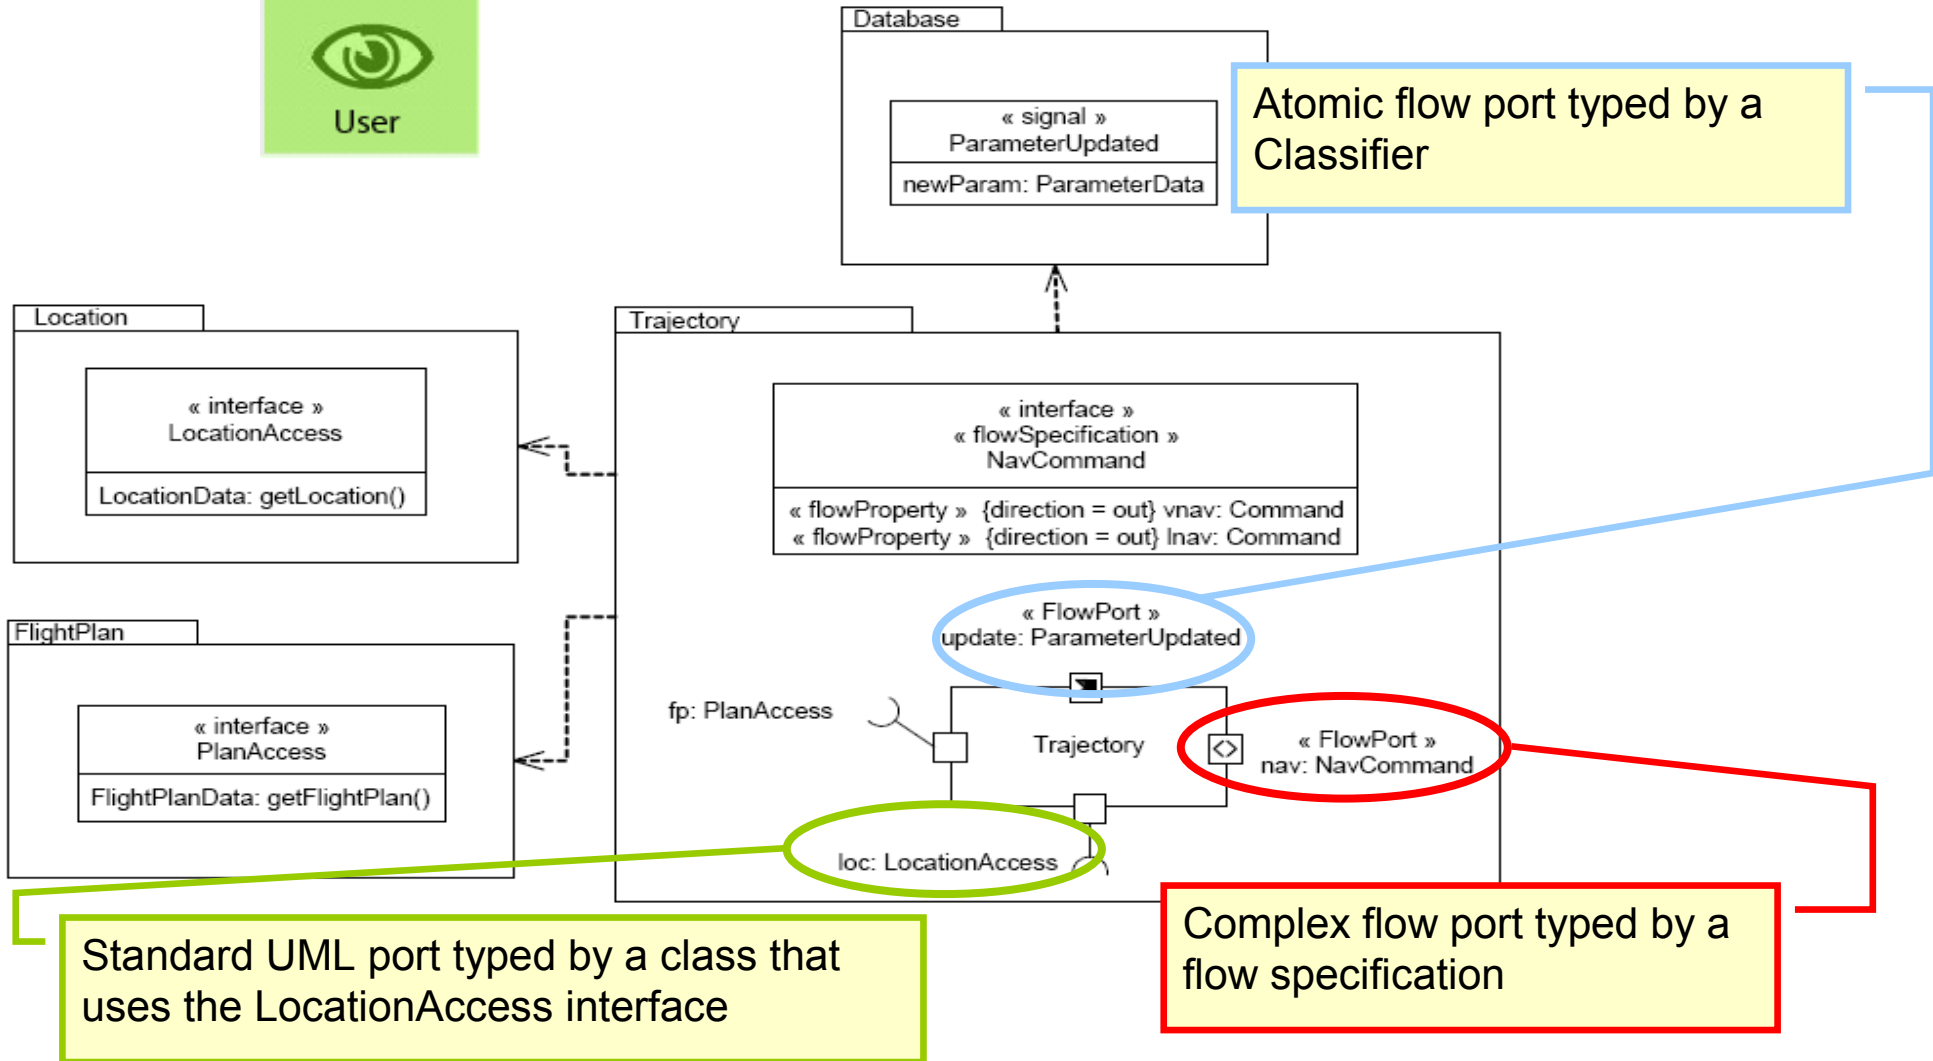 User
Database
« signal »
ParameterUpdated
newParam: ParameterData
Atomic flow port typed by a
Classifier
Location
« interface »
LocationAccess
LocationData: getLocation()
Trajectory
« interface »
« flowSpecification »
NavCommand
« flowProperty » {direction = out} vnav: Command
« flowProperty » {direction = out} lnav: Command
FlightPlan
« interface »
PlanAccess
FlightPlanData: getFlightPlan()
« FlowPort »
update: ParameterUpdated
fp: PlanAccess
Trajectory
« FlowPort »
nav: NavCommand
loc: LocationAccess
Standard UML port typed by a class that
uses the LocationAccess interface
Complex flow port typed by a
flow specification